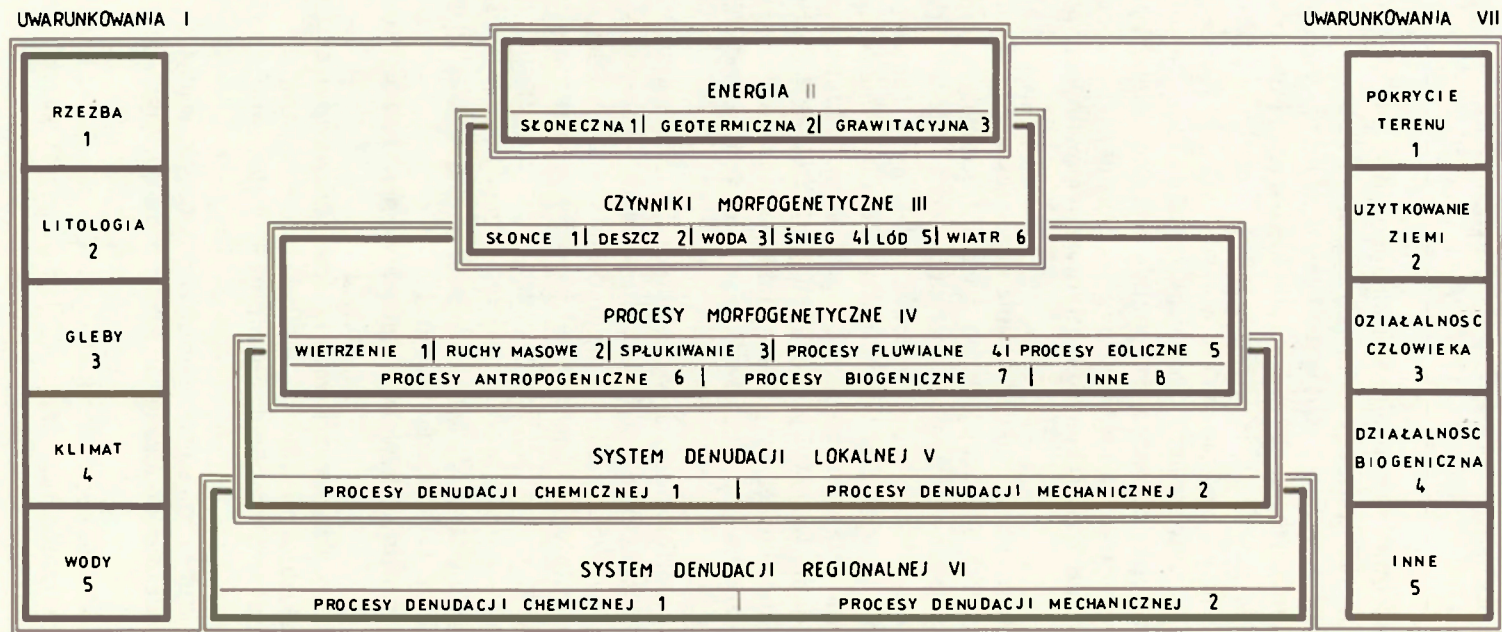 UWARUNKOWANIA I
UWARUNKOWANIA VII
RZEŹBA
1
LITOLOGIA
2
GLEBY
3
KLIMAT
4
WODY
5
ENERGIA II
SŁONECZNA 1| GEOTERMICZNA 2| GRAWITACYJNA 3
CZYNNIKI MORFOGENETYCZNE III
SŁONCE 1| DESZCZ 2| WODA 3| ŚNIEG 4| LÓD 5| WIATR 6
PROCESY MORFOGENETYCZNE IV
WIETRZENIE 1| RUCHY MASOWE 2| SPŁUKIWANIE 3| PROCESY FLUWIALNE 4| PROCESY EOLICZNE 5
PROCESY ANTROPOGENICZNE 6 | PROCESY BIOGENICZNE 7 | INNE 8
SYSTEM DENUDACJI LOKALNEJ V
PROCESY DENUDACJI CHEMICZNEJ 1 | PROCESY DENUDACJI MECHANICZNEJ 2
SYSTEM DENUDACJI REGIONALNEJ VI
PROCESY DENUDACJI CHEMICZNEJ 1 | PROCESY DENUDACJI MECHANICZNEJ 2
POKRYCIE
TERENU
1
UZYTKOWANIE
ZIEMI
2
DZIAŁALNOSC
CZŁOWIEKA
3
DZIAŁALNOSC
BIOGENICZNA
4
INNE
5